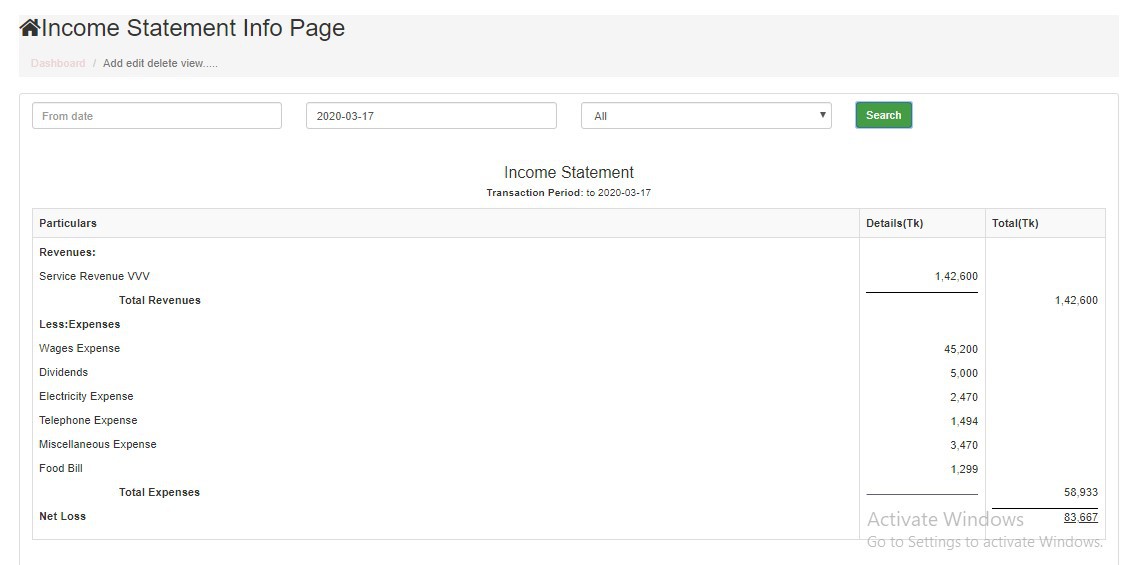 Income Statement Info Page
Dashboard / Add edit delete view.....
From date 2020-03-17 All Search
Income Statement
Transaction Period: to 2020-03-17
Particulars Details(Tk) Total(Tk)
Revenues:
Service Revenue VVV 1,42,600
Total Revenues 1,42,600
Less:Expenses
Wages Expense 45,200
Dividends 5,000
Electricity Expense 2,470
Telephone Expense 1,494
Miscellaneous Expense 3,470
Food Bill 1,299
Total Expenses 58,933
Net Loss 83,667
Activate Windows
Go to Settings to activate Windows.